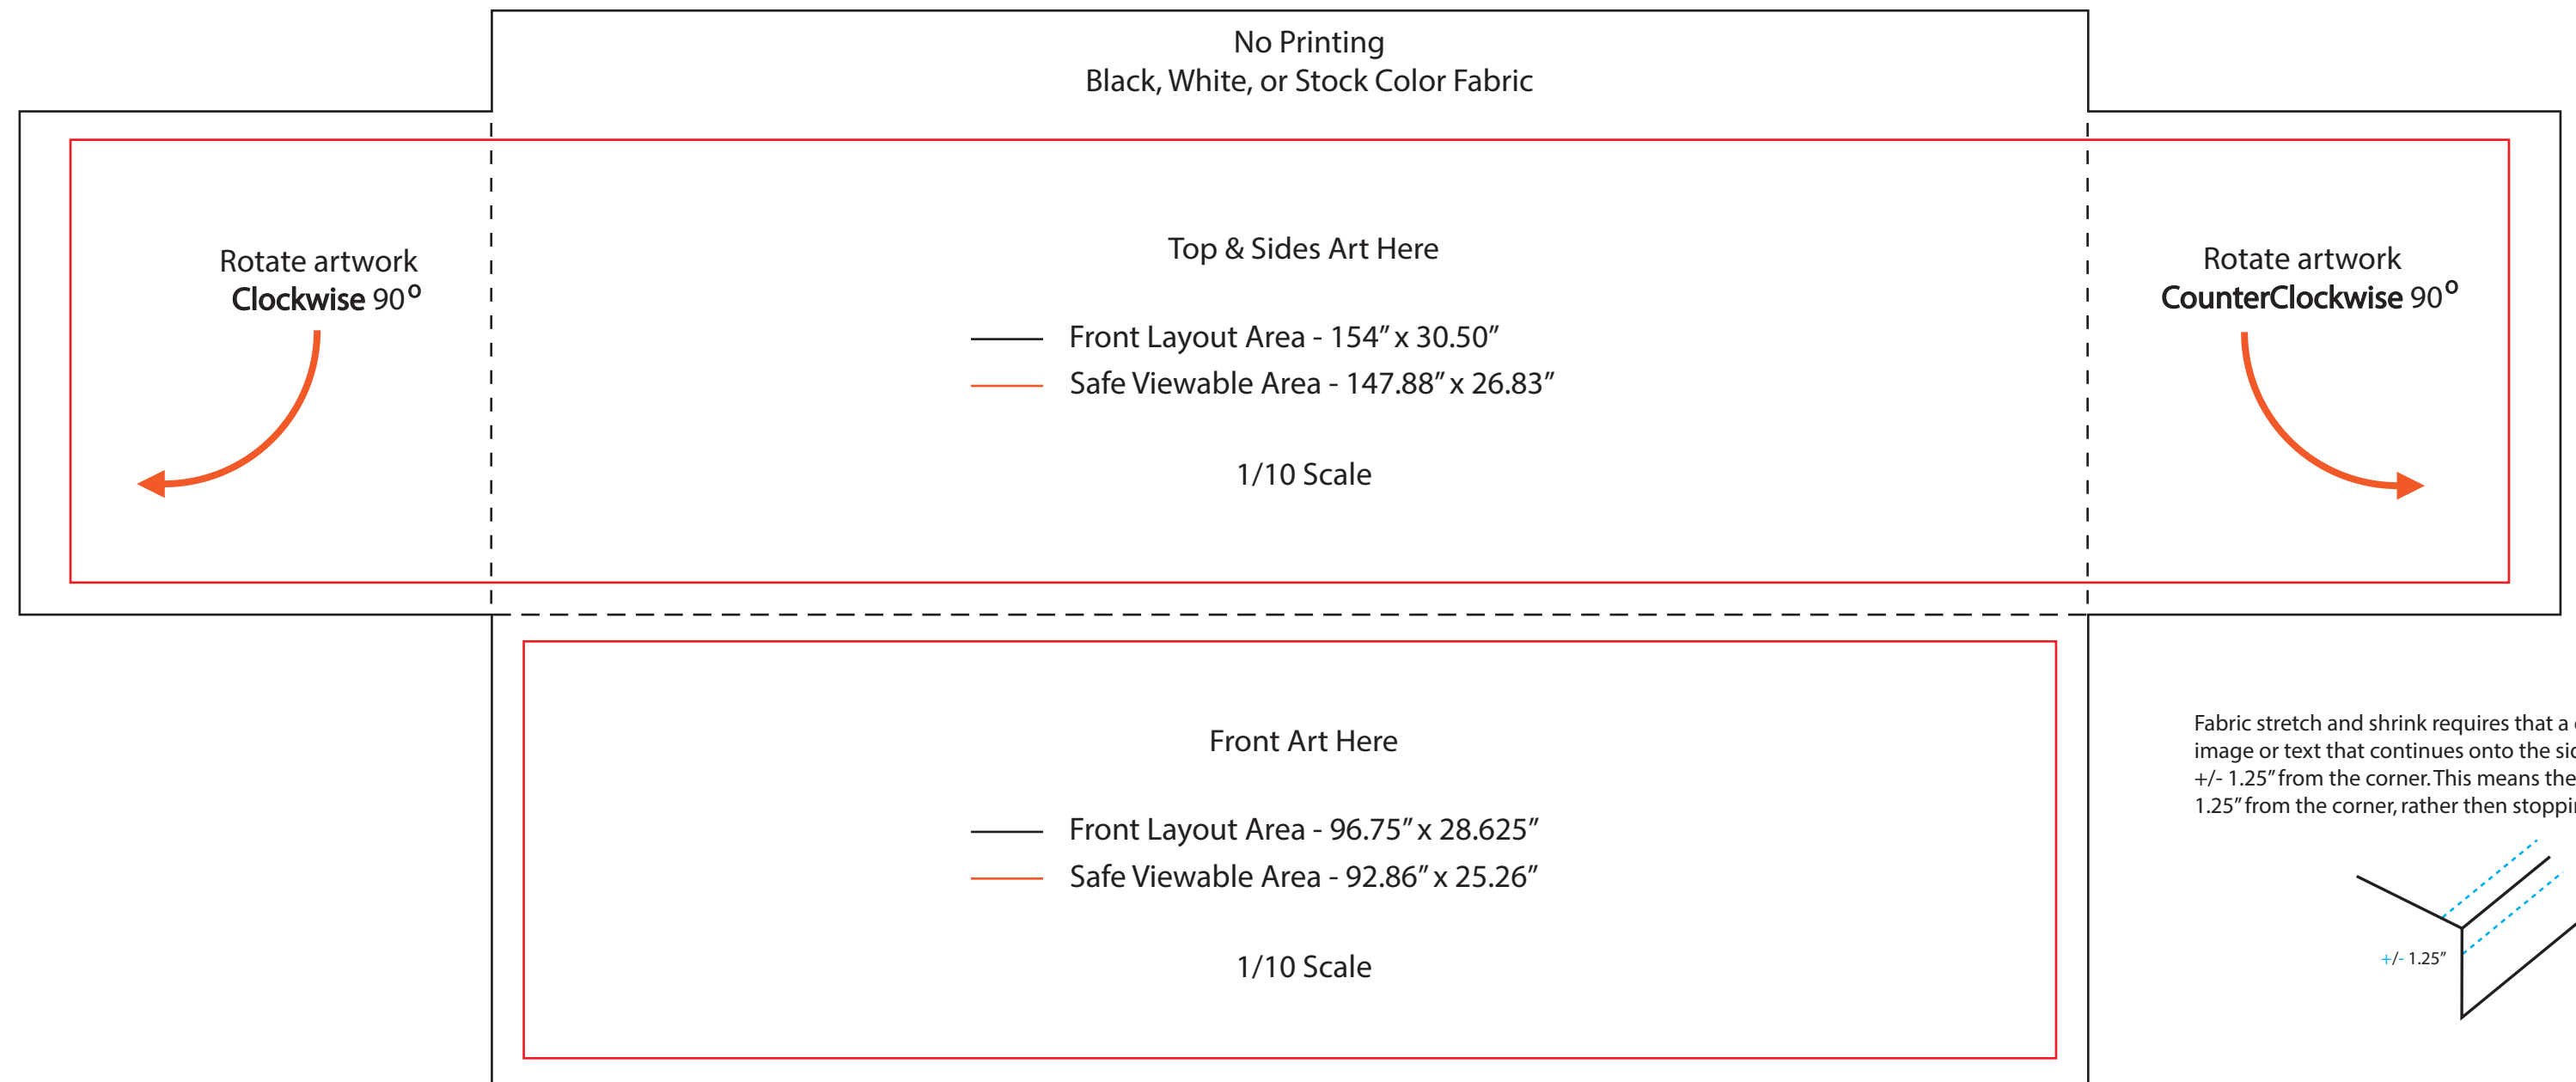 No Printing
Black, White, or Stock Color Fabric
Rotate artwork
Clockwise 90°
Top & Sides Art Here
Front Layout Area - 154” x 30.50”
Safe Viewable Area - 147.88” x 26.83”
1/10 Scale
Rotate artwork
CounterClockwise 90°
Front Art Here
Front Layout Area - 96.75” x 28.625”
Safe Viewable Area - 92.86” x 25.26”
1/10 Scale
Fabric stretch and shrink requires that a
image or text that continues onto the
+/- 1.25” from the corner. This means the
1.25” from the corner, rather then
+/- 1.25”